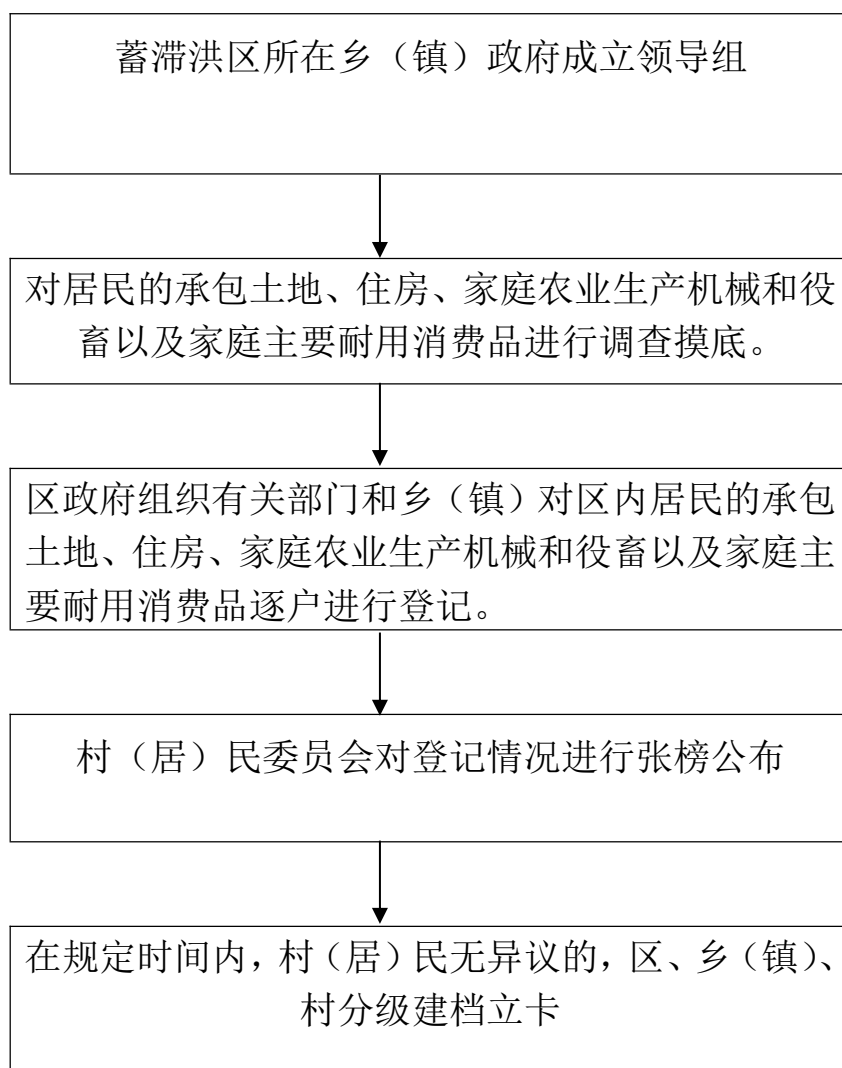 蓄滞洪区所在乡（镇）政府成立领导组
对居民的承包土地、住房、家庭农业生产机械和役
畜以及家庭主要耐用消费品进行调查摸底。
区政府组织有关部门和乡（镇）对区内居民的承包
土地、住房、家庭农业生产机械和役畜以及家庭主
要耐用消费品逐户进行登记。
村（居）民委员会对登记情况进行张榜公布
在规定时间内，村（居）民无异议的，区、乡（镇）、
村分级建档立卡